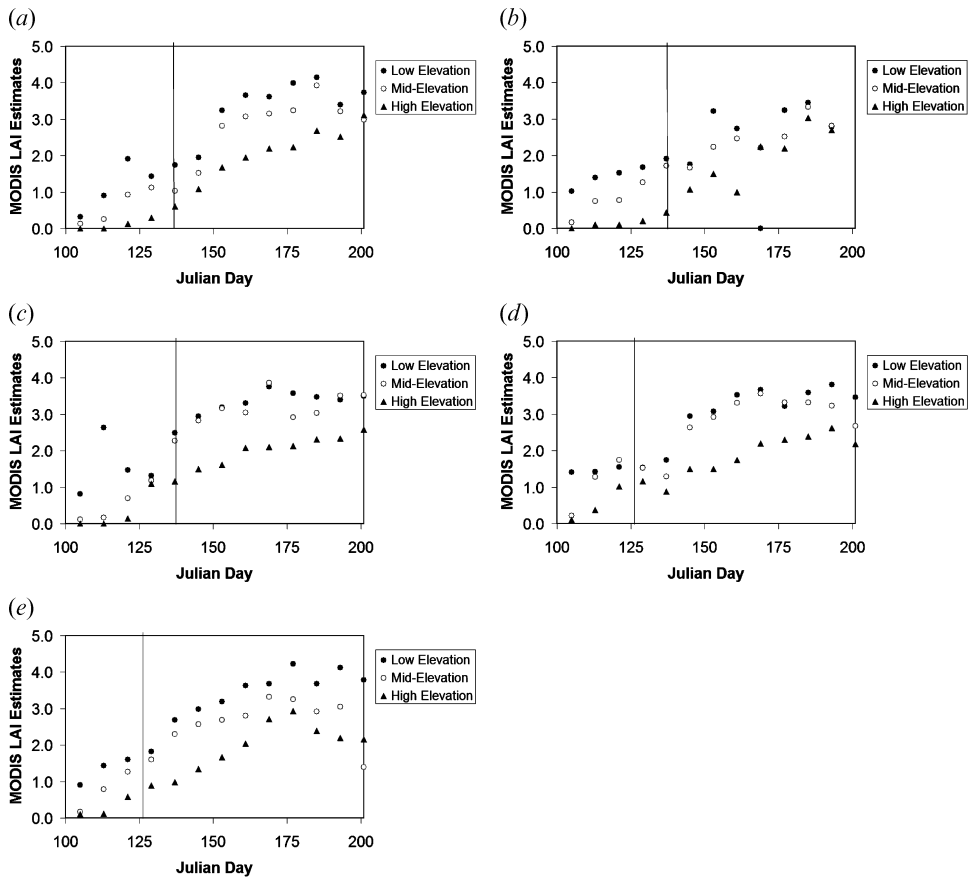 (a)
MODIS LAI Estimates
5.0
4.0
3.0
2.0
1.0
0.0
100 125 150 175 200
Julian Day
Low Elevation
Mid-Elevation
High Elevation
(b)
MODIS LAI Estimates
5.0
4.0
3.0
2.0
1.0
0.0
100 125 150 175 200
Julian Day
Low Elevation
Mid-Elevation
High Elevation
(c)
MODIS LAI Estimates
5.0
4.0
3.0
2.0
1.0
0.0
100 125 150 175 200
Julian Day
Low Elevation
Mid-Elevation
High Elevation
(d)
MODIS LAI Estimates
5.0
4.0
3.0
2.0
1.0
0.0
100 125 150 175 200
Julian Day
Low Elevation
Mid-Elevation
High Elevation
(e)
MODIS LAI Estimates
5.0
4.0
3.0
2.0
1.0
0.0
100 125 150 175 200
Julian Day
Low Elevation
Mid-Elevation
High Elevation